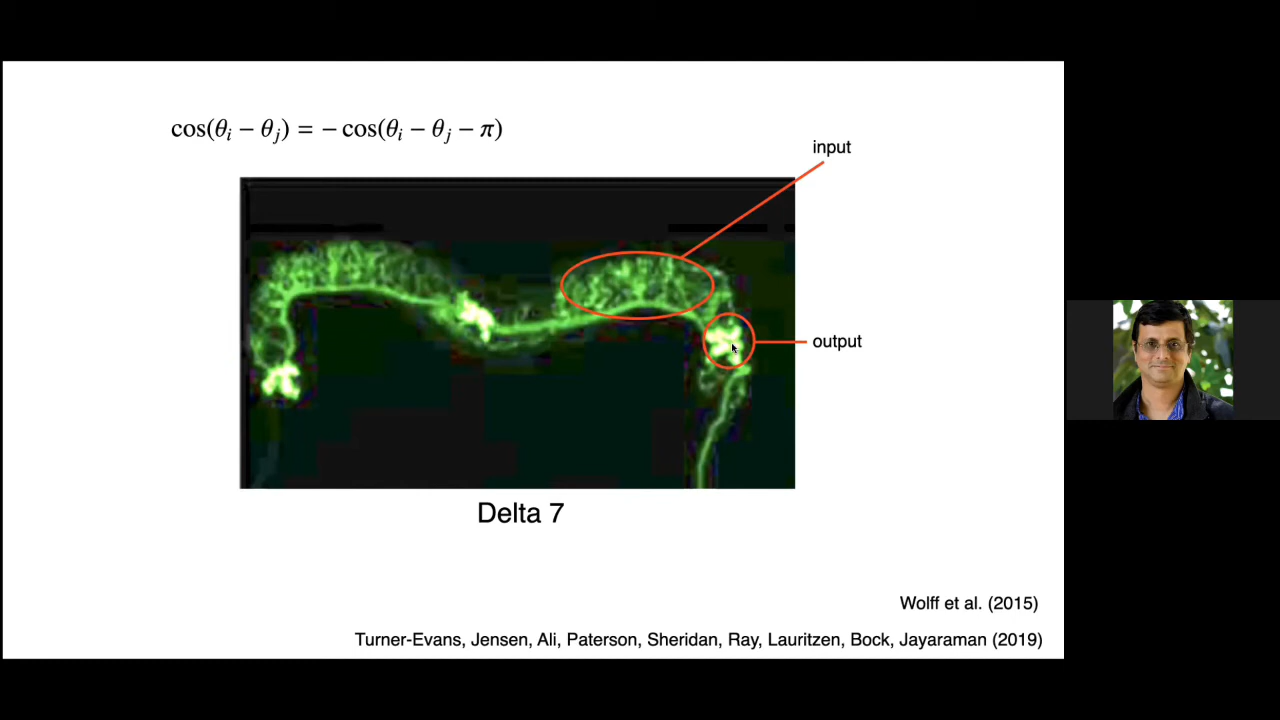 cos(θᵢ − θⱼ) = − cos(θᵢ − θⱼ − π)
input
output
Delta 7
Wolff et al. (2015)
Turner-Evans, Jensen, Ali, Paterson, Sheridan, Ray, Lauritzen, Bock, Jayaraman (2019)